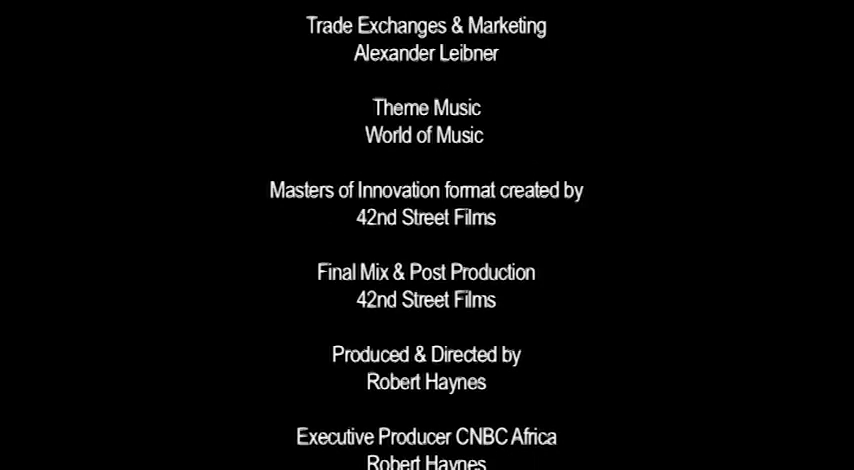 Trade Exchanges & Marketing
Alexander Leibner
Theme Music
World of Music
Masters of Innovation format created by
42nd Street Films
Final Mix & Post Production
42nd Street Films
Produced & Directed by
Robert Haynes
Executive Producer CNBC Africa
Robert Haynes